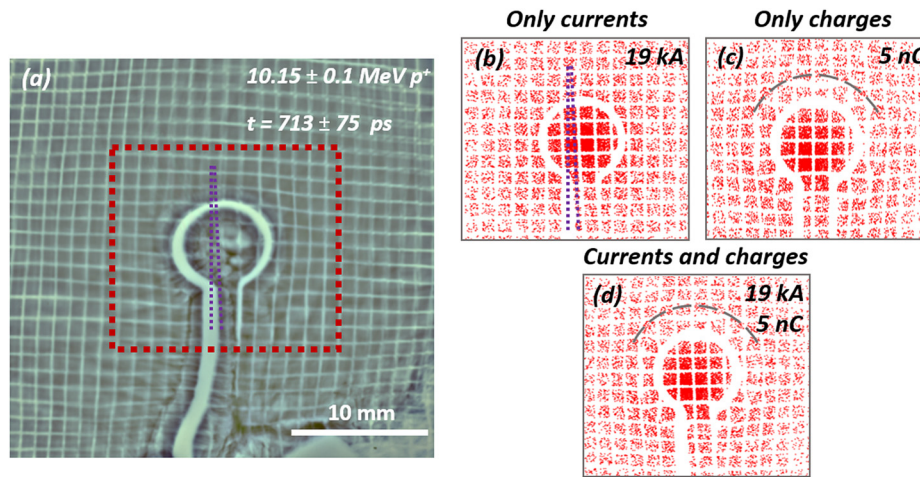 (a)
10.15 ± 0.1 MeV p⁺
t = 713 ± 75 ps
10 mm
Only currents
(b)
19 kA
Only charges
(c)
5 nC
Currents and charges
(d)
19 kA
5 nC